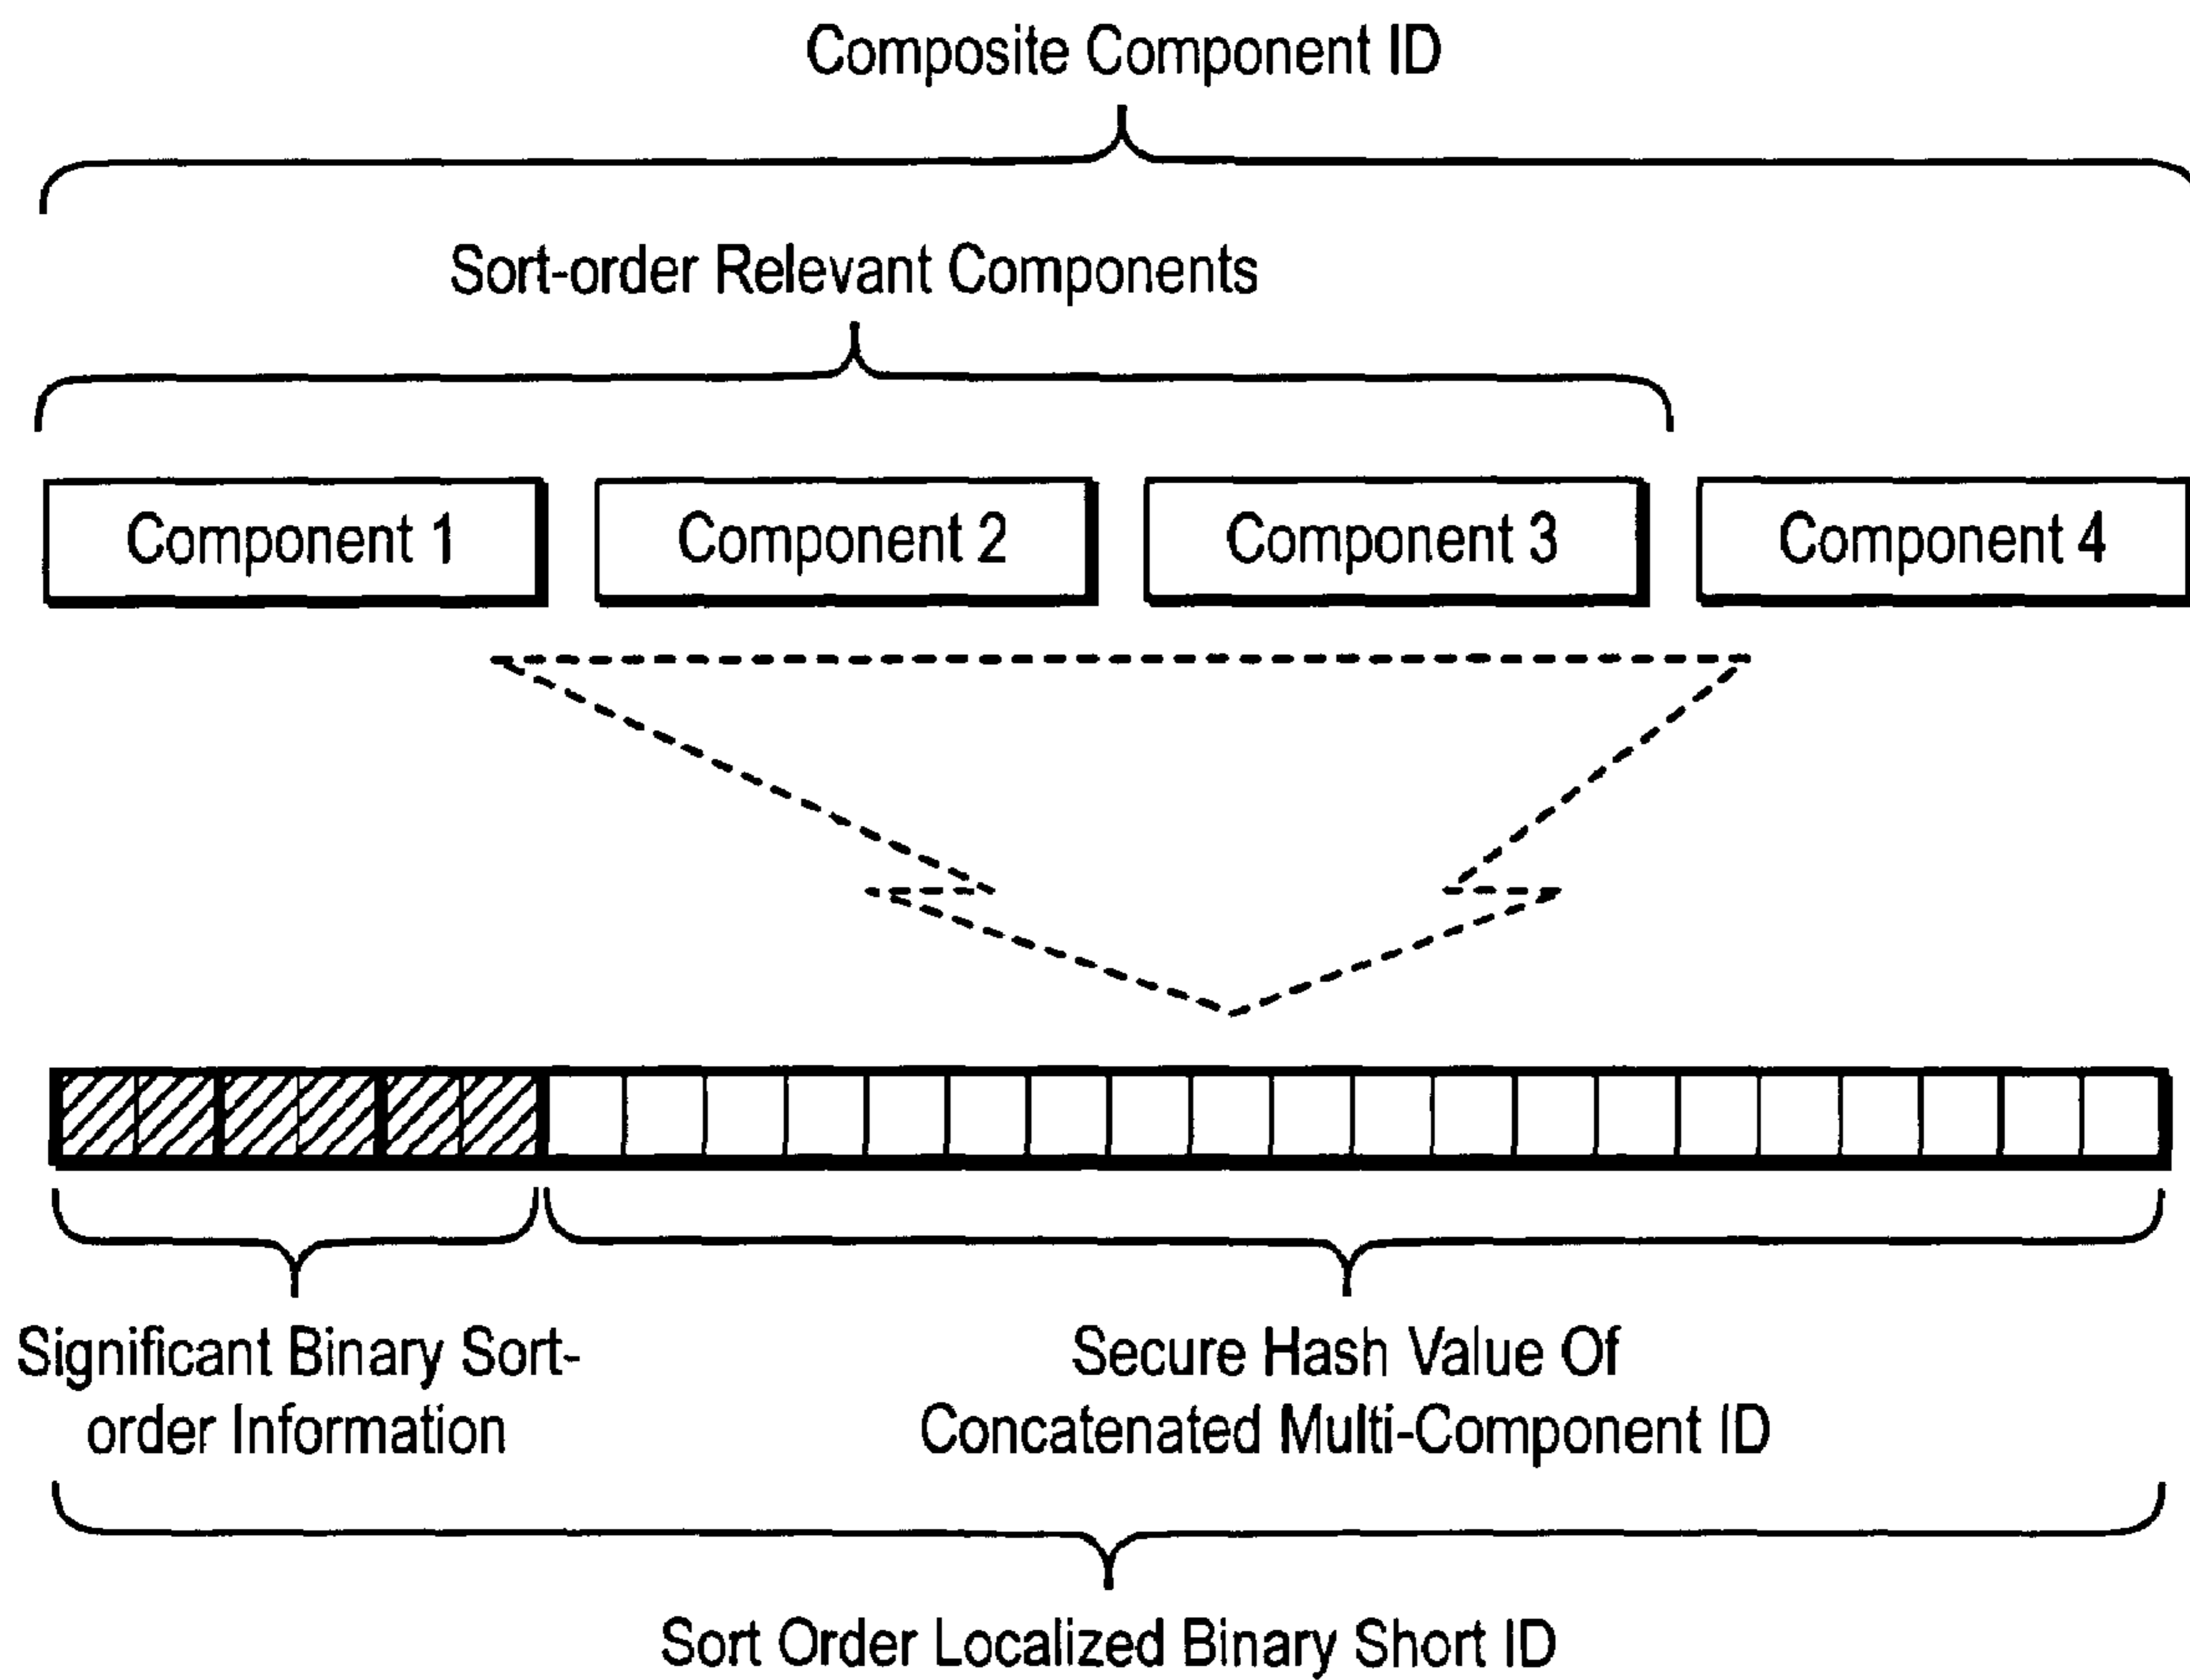 Composite Component ID
Sort-order Relevant Components
Component 1
Component 2
Component 3
Component 4
Significant Binary Sort-
order Information
Secure Hash Value Of
Concatenated Multi-Component ID
Sort Order Localized Binary Short ID